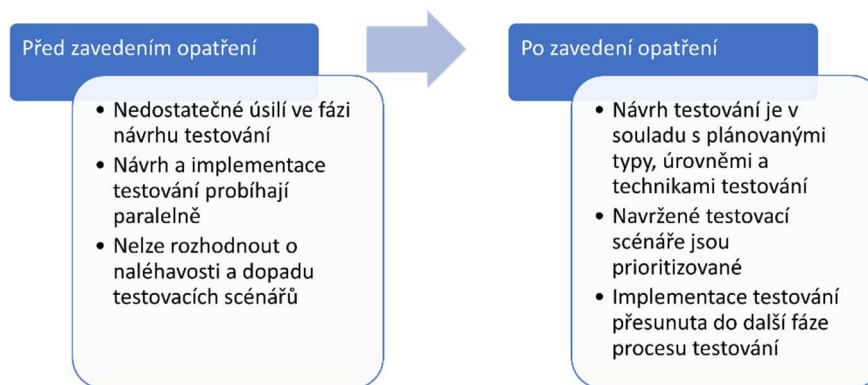 Před zavedením opatření
• Nedostatečné úsilí ve fázi
návrhu testování
• Návrh a implementace
testování probíhají
paralelně
• Nelze rozhodnout o
naléhavosti a dopadu
testovacích scénářů
Po zavedení opatření
• Návrh testování je v
souladu s plánovanými
typy, úrovněmi a
technikami testování
• Navržené testovací
scénáře jsou
prioritizované
• Implementace testování
přesunuta do další fáze
procesu testování